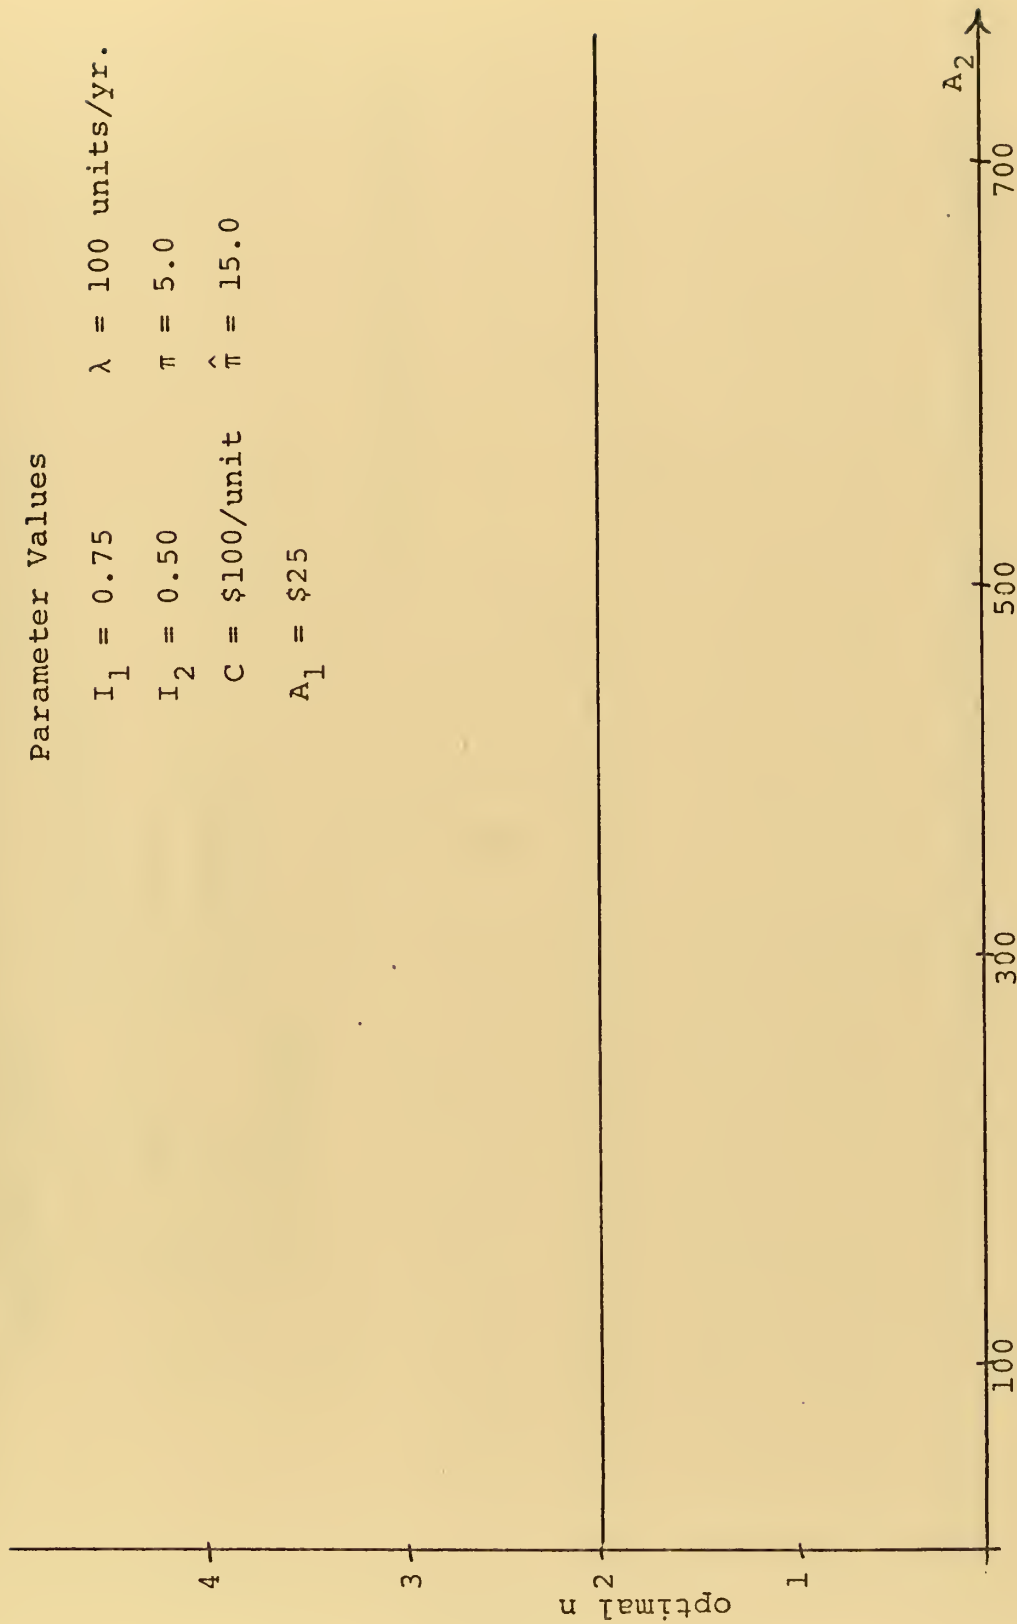 Parameter Values
I1 = 0.75 λ = 100 units/yr.
I2 = 0.50 π = 5.0
C = $100/unit π̂ = 15.0
A1 = $25
4
3
2
1
optimal n
100
300
500
700
A2